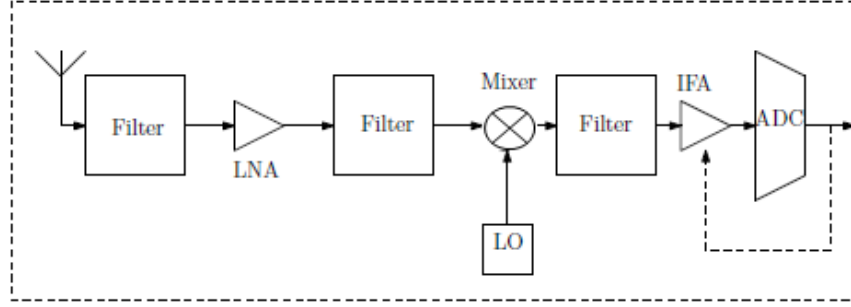 Mixer
IFA
Filter
Filter
Filter
ADC
LNA
LO